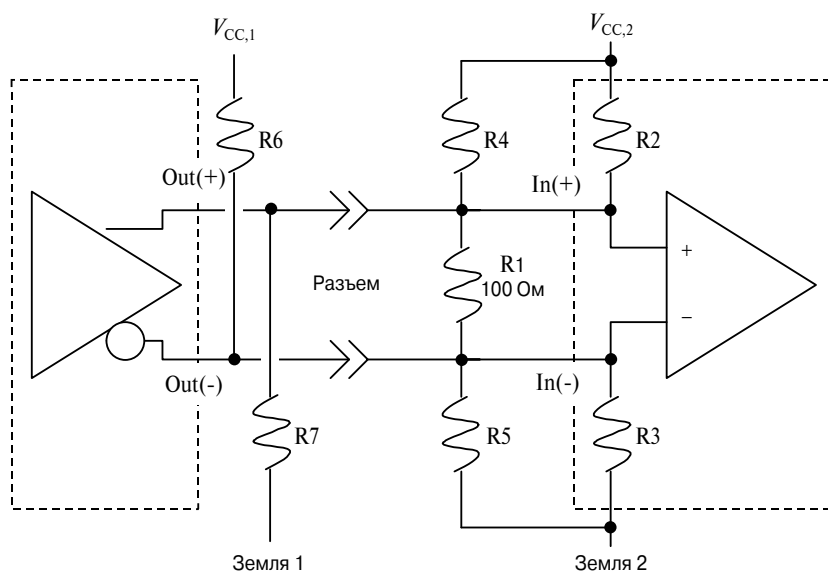 V_CC,1
V_CC,2
R6
R4
R2
Out(+)
In(+)
R1
100 Ом
Разъем
+
−
Out(-)
In(-)
R7
R5
R3
Земля 1
Земля 2